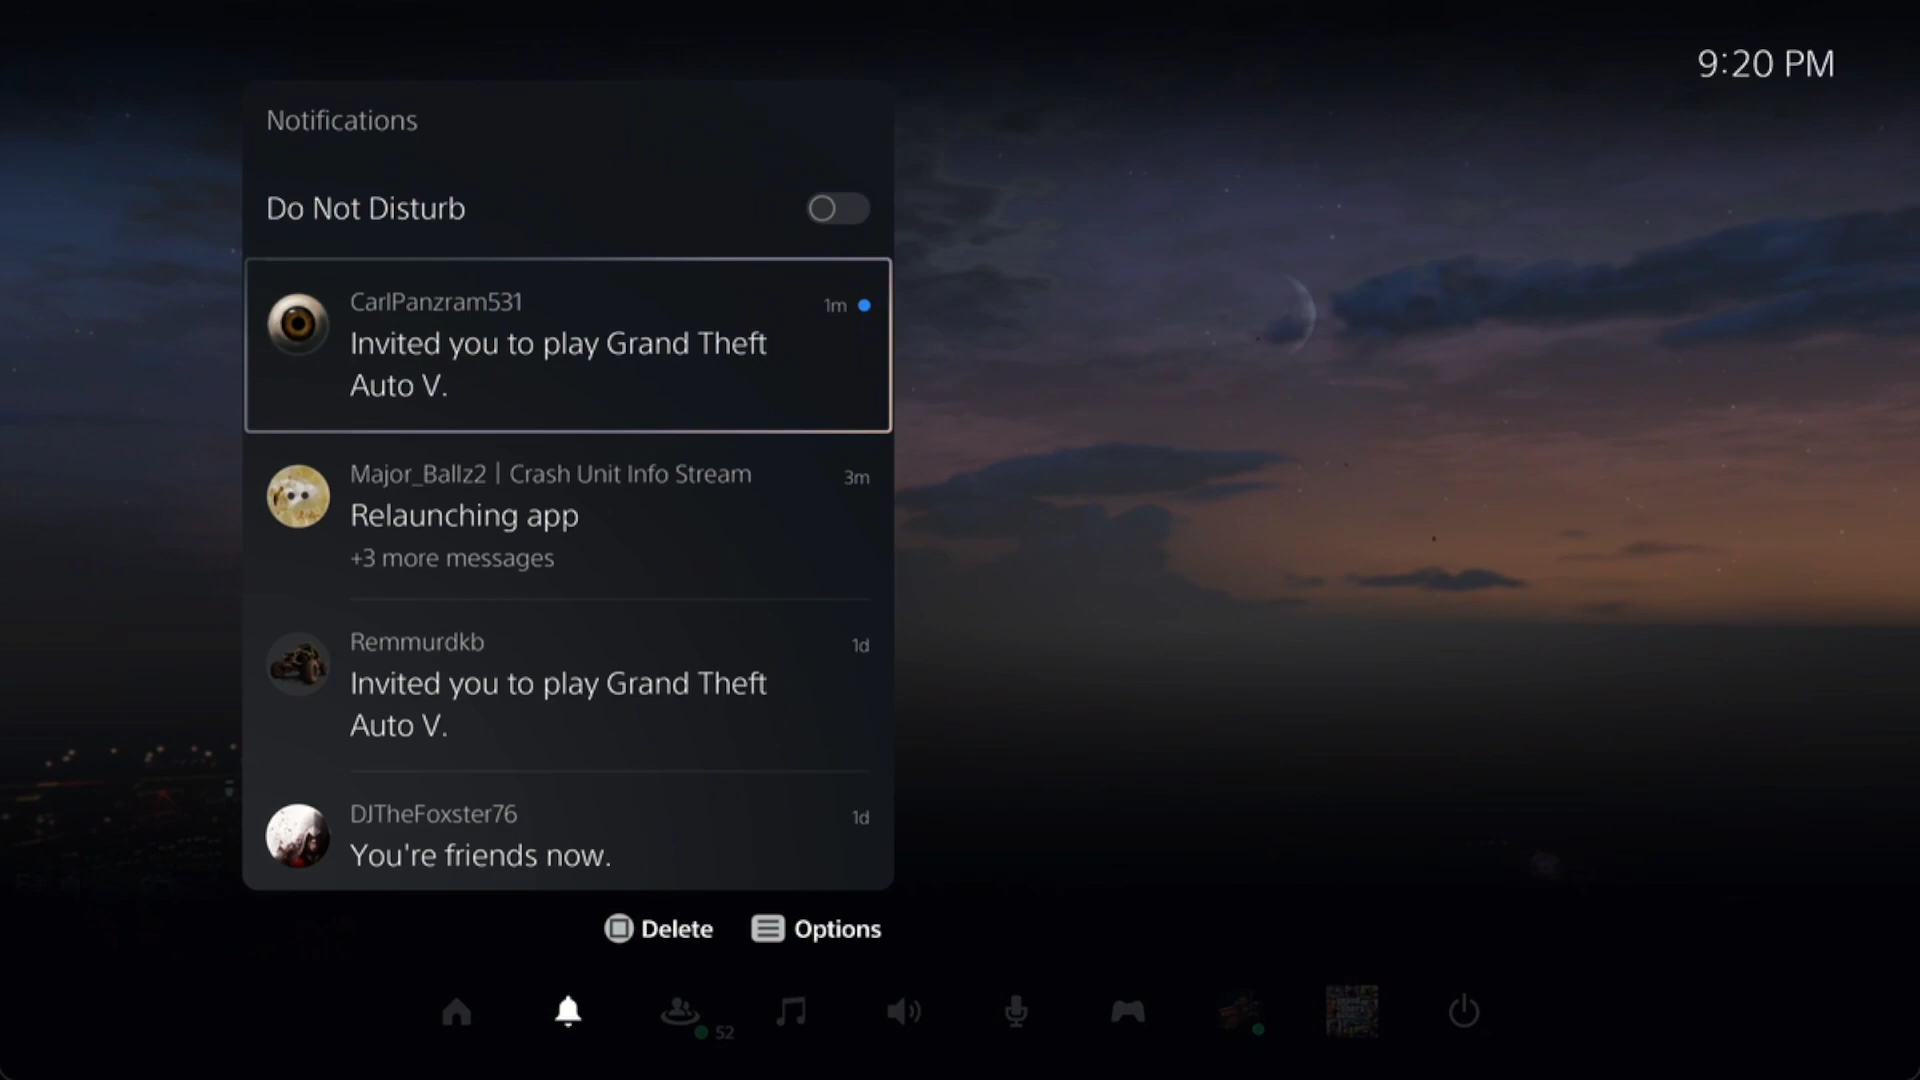 9:20 PM
Notifications
Do Not Disturb
CarlPanzram531
1m
Invited you to play Grand Theft
Auto V.
Major_Ballz2 | Crash Unit Info Stream
3m
Relaunching app
+3 more messages
Remmurdkb
1d
Invited you to play Grand Theft
Auto V.
DJTheFoxster76
1d
You're friends now.
Delete
Options
52